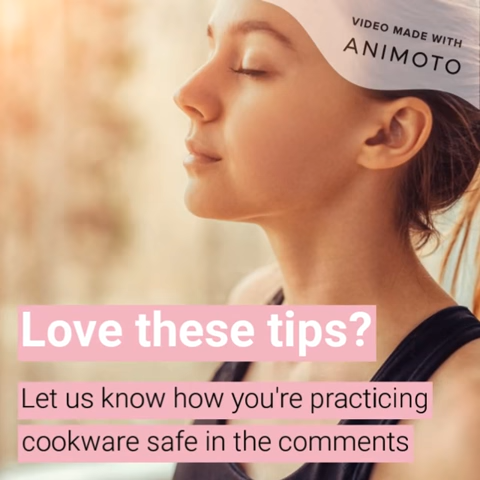 VIDEO MADE WITH
ANIMOTO
Love these tips?
Let us know how you're practicing
cookware safe in the comments